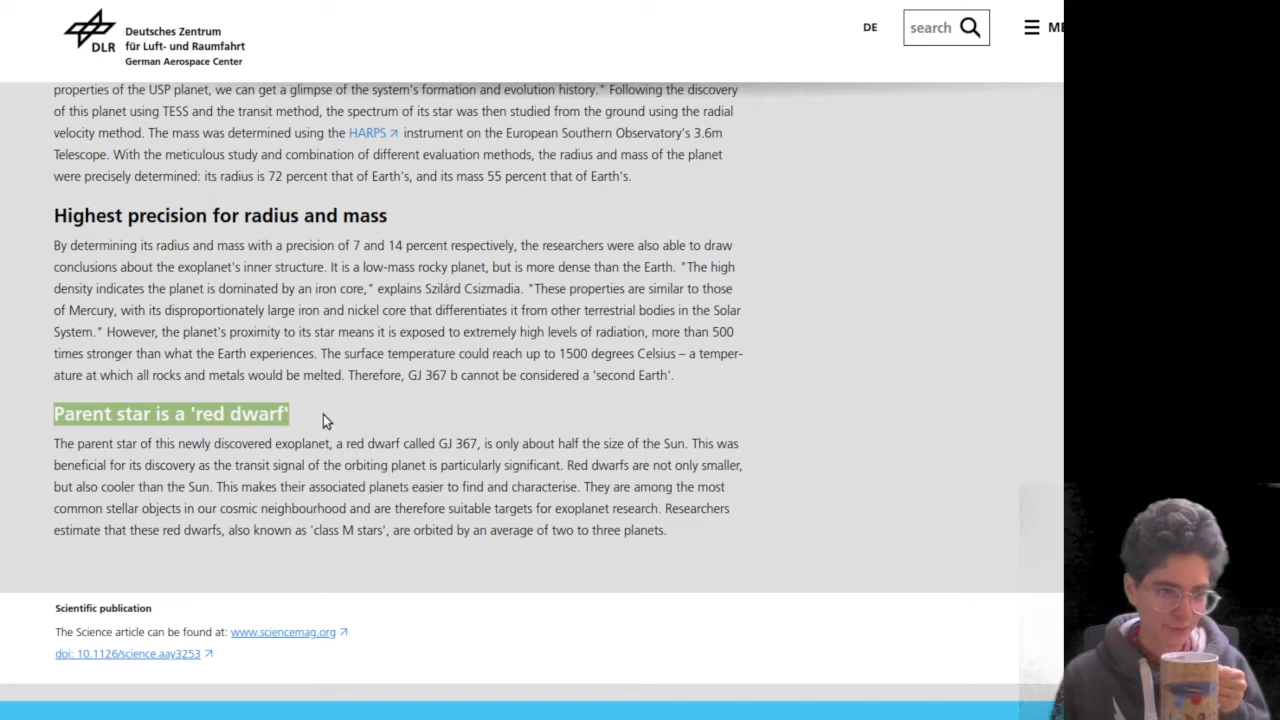 DLR
Deutsches Zentrum
für Luft- und Raumfahrt
German Aerospace Center
DE
search
properties of the USP planet, we can get a glimpse of the system's formation and evolution history." Following the discovery
of this planet using TESS and the transit method, the spectrum of its star was then studied from the ground using the radial
velocity method. The mass was determined using the HARPS instrument on the European Southern Observatory's 3.6m
Telescope. With the meticulous study and combination of different evaluation methods, the radius and mass of the planet
were precisely determined: its radius is 72 percent that of Earth's, and its mass 55 percent that of Earth's.
Highest precision for radius and mass
By determining its radius and mass with a precision of 7 and 14 percent respectively, the researchers were also able to draw
conclusions about the exoplanet's inner structure. It is a low-mass rocky planet, but is more dense than the Earth. "The high
density indicates the planet is dominated by an iron core," explains Szilárd Csizmadia. "These properties are similar to those
of Mercury, with its disproportionately large iron and nickel core that differentiates it from other terrestrial bodies in the Solar
System." However, the planet's proximity to its star means it is exposed to extremely high levels of radiation, more than 500
times stronger than what the Earth experiences. The surface temperature could reach up to 1500 degrees Celsius – a temper-
ature at which all rocks and metals would be melted. Therefore, GJ 367 b cannot be considered a 'second Earth'.
Parent star is a 'red dwarf'
The parent star of this newly discovered exoplanet, a red dwarf called GJ 367, is only about half the size of the Sun. This was
beneficial for its discovery as the transit signal of the orbiting planet is particularly significant. Red dwarfs are not only smaller,
but also cooler than the Sun. This makes their associated planets easier to find and characterise. They are among the most
common stellar objects in our cosmic neighbourhood and are therefore suitable targets for exoplanet research. Researchers
estimate that these red dwarfs, also known as 'class M stars', are orbited by an average of two to three planets.
Scientific publication
The Science article can be found at: www.sciencemag.org
doi: 10.1126/science.aay3253